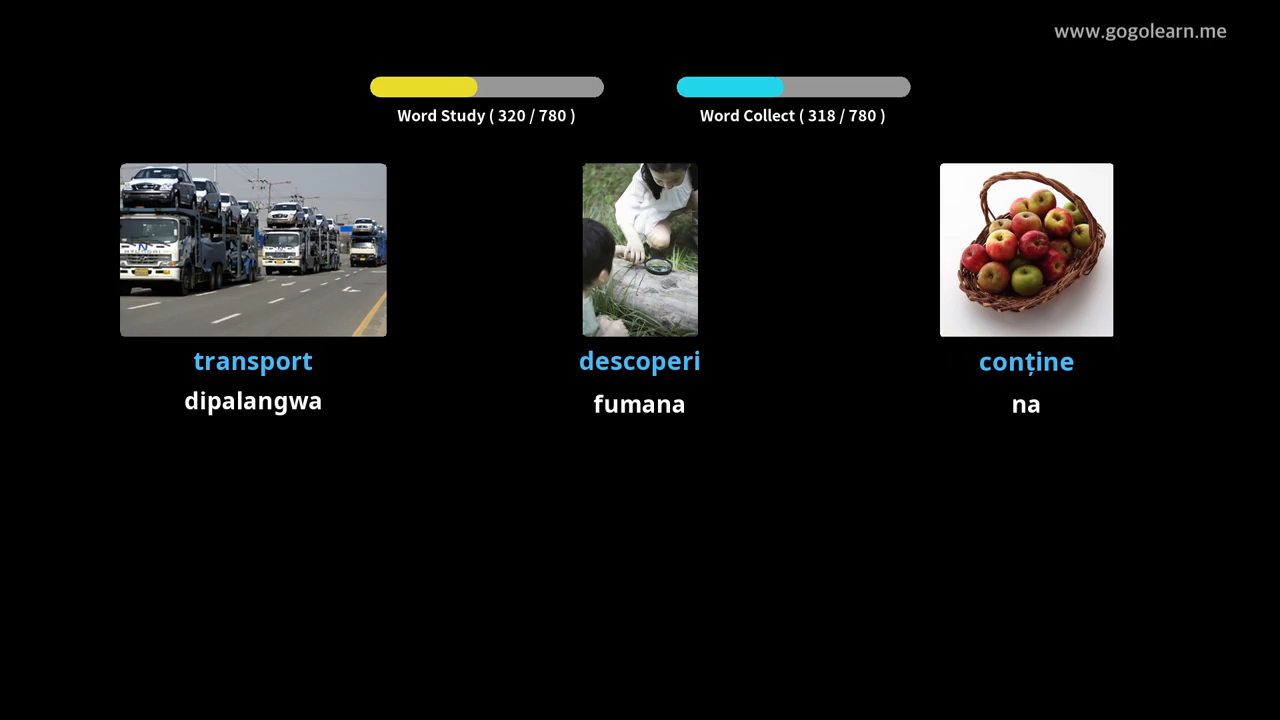 www.gogolearn.me
Word Study ( 320 / 780 )
Word Collect ( 318 / 780 )
transport
dipalangwa
descoperi
fumana
conține
na